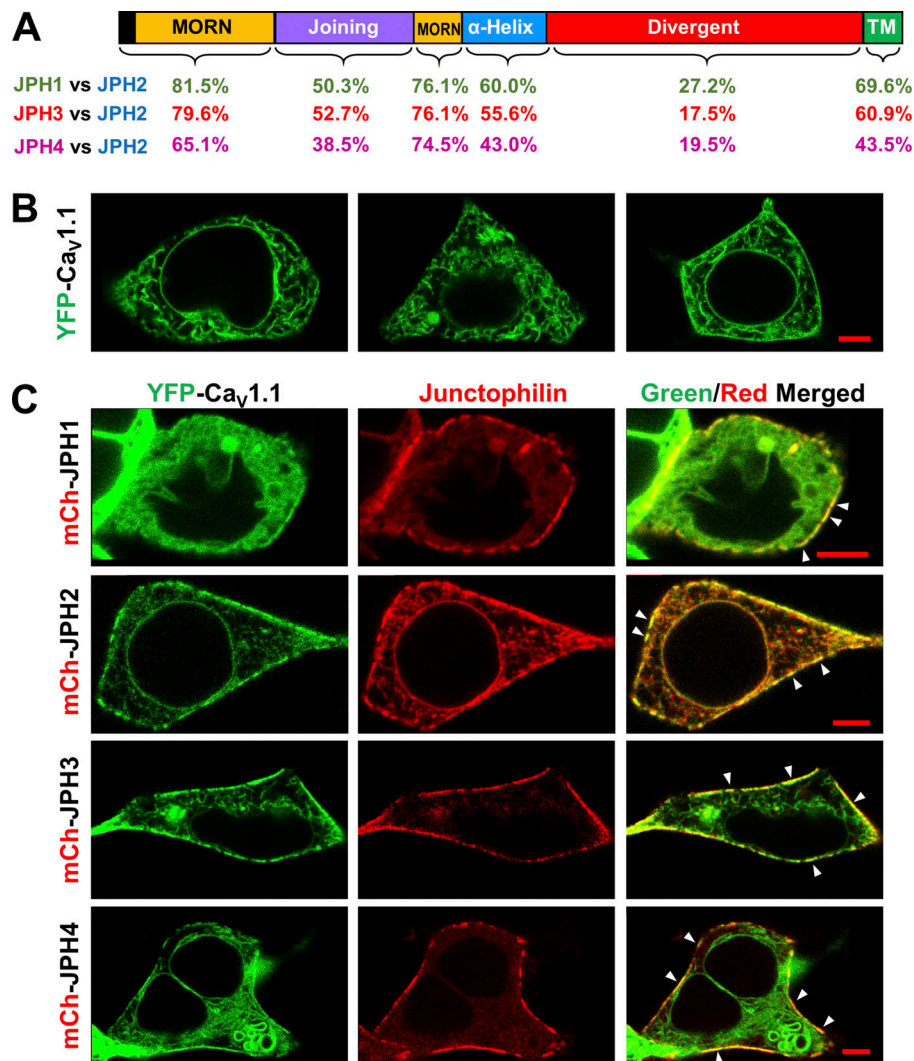 A
MORN Joining MORN α-Helix Divergent TM
JPH1 vs JPH2 81.5% 50.3% 76.1% 60.0% 27.2% 69.6%
JPH3 vs JPH2 79.6% 52.7% 76.1% 55.6% 17.5% 60.9%
JPH4 vs JPH2 65.1% 38.5% 74.5% 43.0% 19.5% 43.5%
B
YFP-CaV1.1
C
YFP-CaV1.1 Junctophilin Green/Red Merged
mCh-JPH1
mCh-JPH2
mCh-JPH3
mCh-JPH4